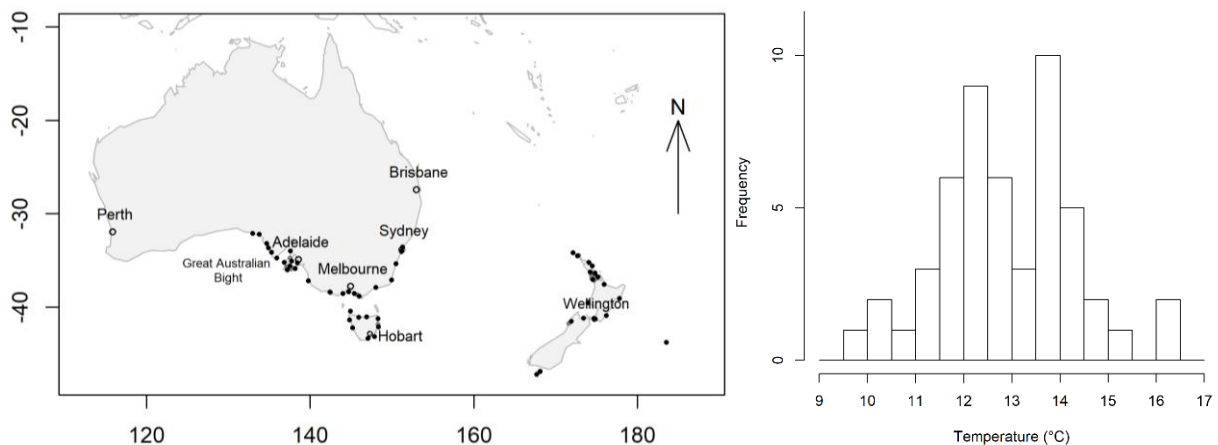 -10
-20
-30
-40
120
140
160
180
N
Brisbane
Perth
Sydney
Adelaide
Great Australian
Bight
Melbourne
Wellington
Hobart
Frequency
10
5
0
9
10
11
12
13
14
15
16
17
Temperature (°C)